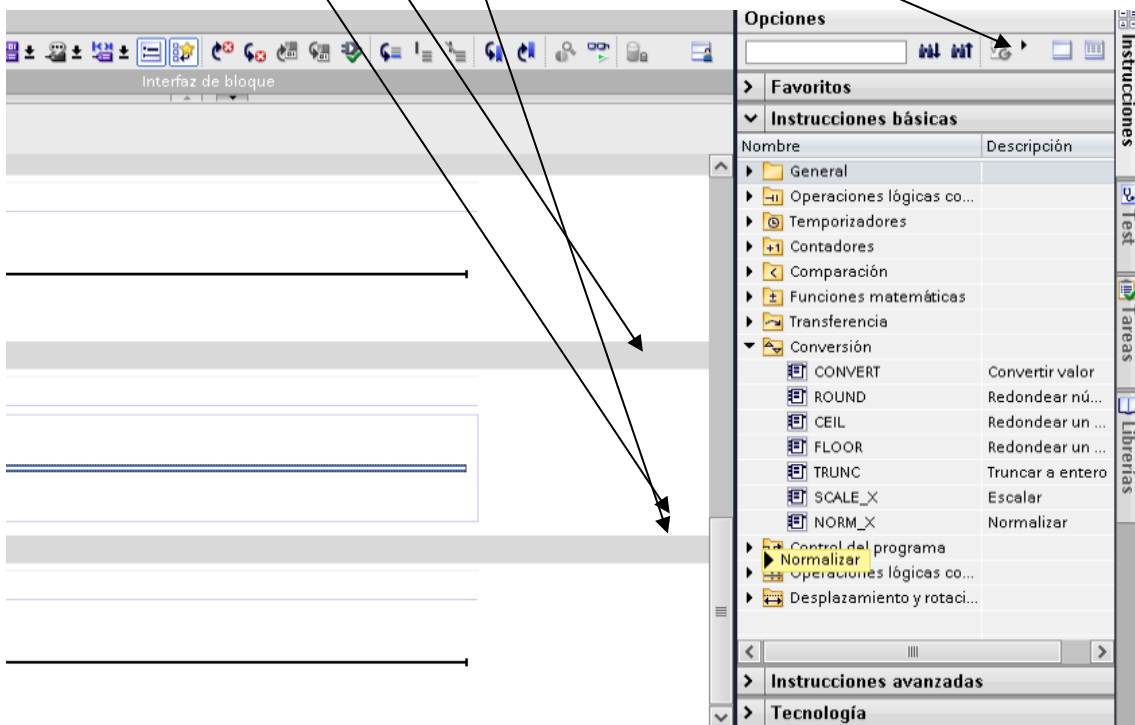 Opciones
Interfaz de bloque
Favoritos
Instrucciones básicas
Nombre Descripción
General
Operaciones lógicas co...
Temporizadores
Contadores
Comparación
Funciones matemáticas
Transferencia
Conversión
CONVERT Convertir valor
ROUND Redondear nú...
CEIL Redondear un ...
FLOOR Redondear un ...
TRUNC Truncar a entero
SCALE_X Escalar
NORM_X Normalizar
Control del programa
Normalizar
Operaciones lógicas co...
Desplazamiento y rotaci...
Instrucciones avanzadas
Tecnología
Instrucciones
Test
Tareas
Librerías